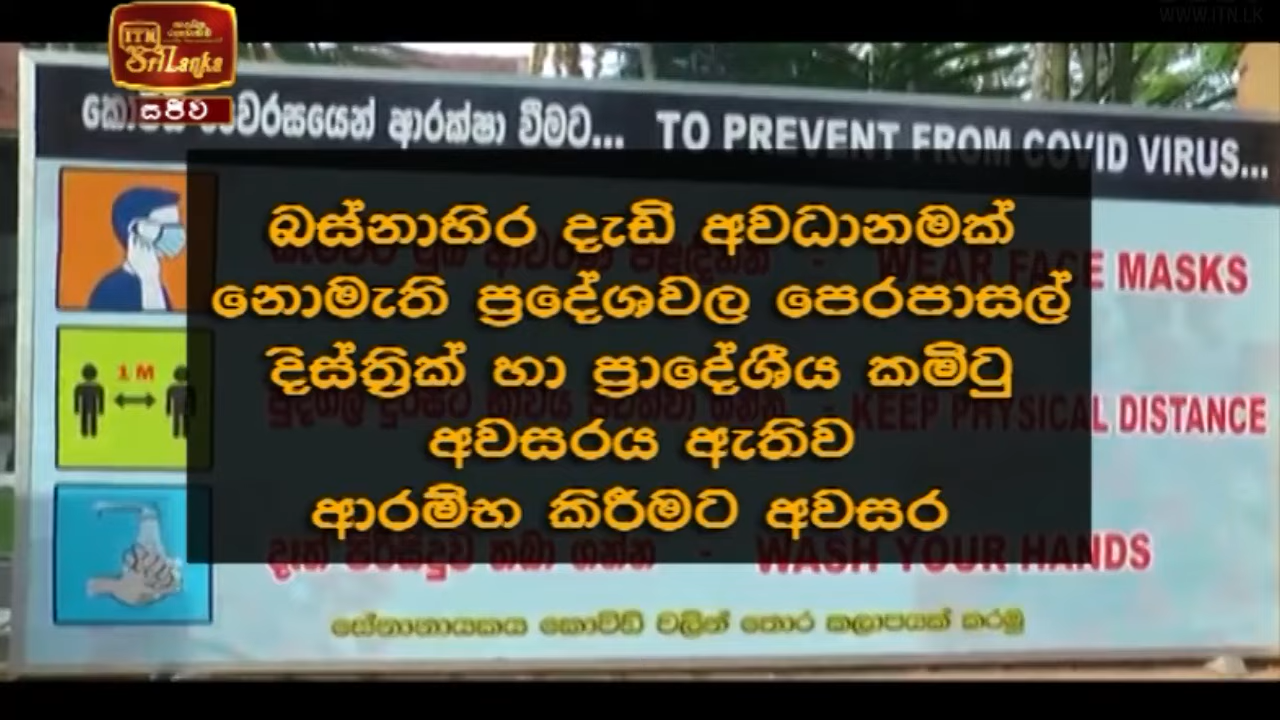 WWW.ITN.LK
ITN
Sri Lanka
සජීව
ආරක්ෂා වීමට... TO PREVENT FROM COVID VIRUS...
බස්නාහිර දැඩි අවධානමක්
නොමැති ප්‍රදේශවල පෙරපාසල්
දිස්ත්‍රික් හා ප්‍රාදේශීය කමිටු
අවසරය ඇතිව
ආරම්භ කිරීමට අවසර
WEAR FACE MASKS
1 M
KEEP PHYSICAL DISTANCE
WASH YOUR HANDS
සේනානායකය කොවිඩ් වලින් තොර කලාපයක් කරමු